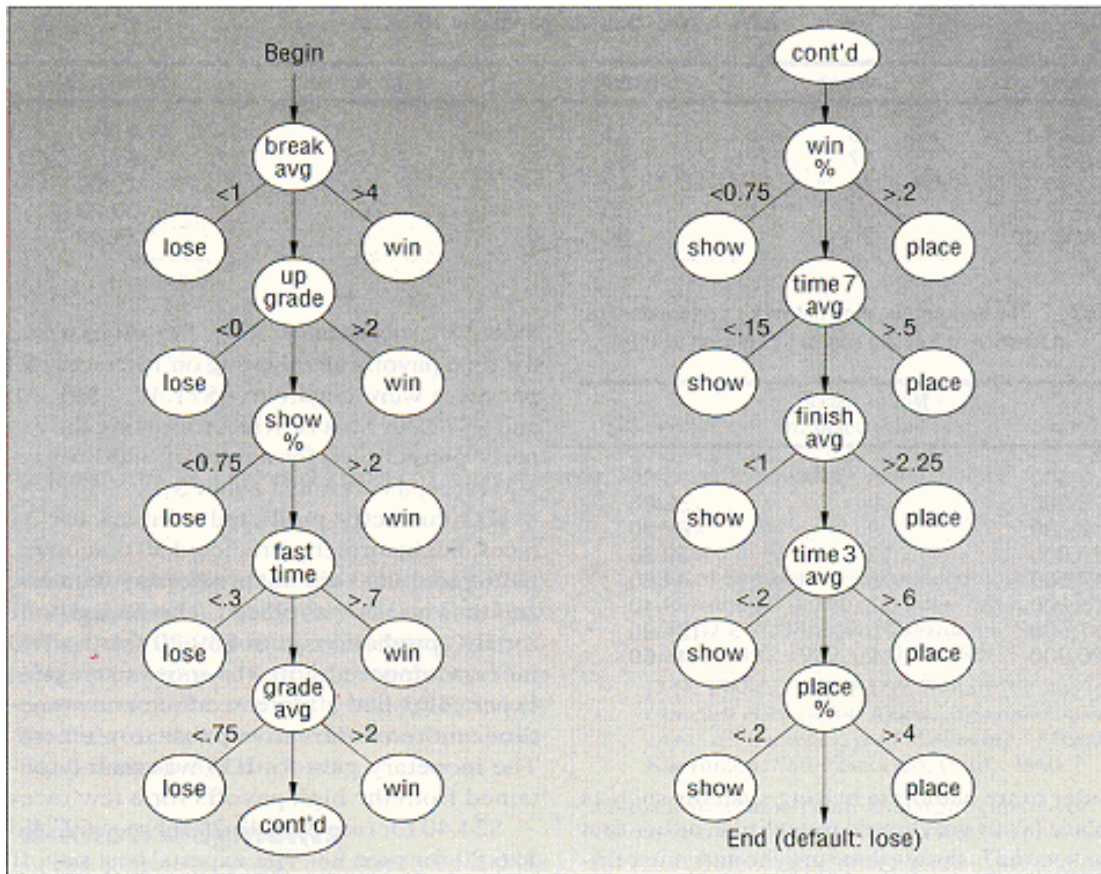 Begin
break
avg
<1
>4
lose
win
up
grade
<0
>2
lose
win
show
%
<0.75
>.2
lose
win
fast
time
<.3
>.7
lose
win
grade
avg
<.75
>2
lose
win
cont'd
cont'd
win
%
<0.75
>.2
show
place
time 7
avg
<.15
>.5
show
place
finish
avg
<1
>2.25
show
place
time 3
avg
<.2
>.6
show
place
place
%
<.2
>.4
show
place
End (default: lose)